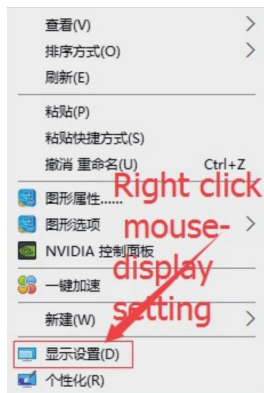 查看(V)
排序方式(O)
刷新(E)
粘贴(P)
粘贴快捷方式(S)
撤消 重命名(U) Ctrl+Z
图形属性......
图形选项
NVIDIA 控制面板
一键加速
新建(W)
显示设置(D)
个性化(R)
Right click
mouse-
display
setting